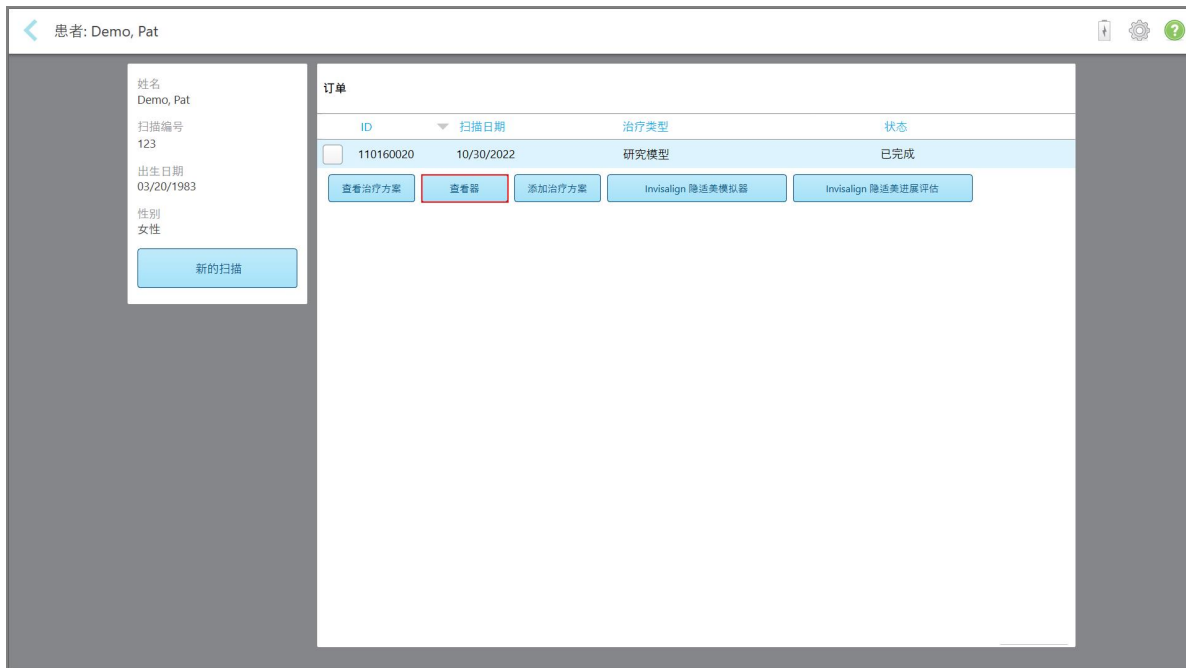 患者: Demo, Pat
姓名
Demo, Pat
扫描编号
123
出生日期
03/20/1983
性别
女性
新的扫描
订单
ID 扫描日期 治疗类型 状态
110160020 10/30/2022 研究模型 已完成
查看治疗方案 查看器 添加治疗方案 Invisalign 隐适美模拟器 Invisalign 隐适美进展评估